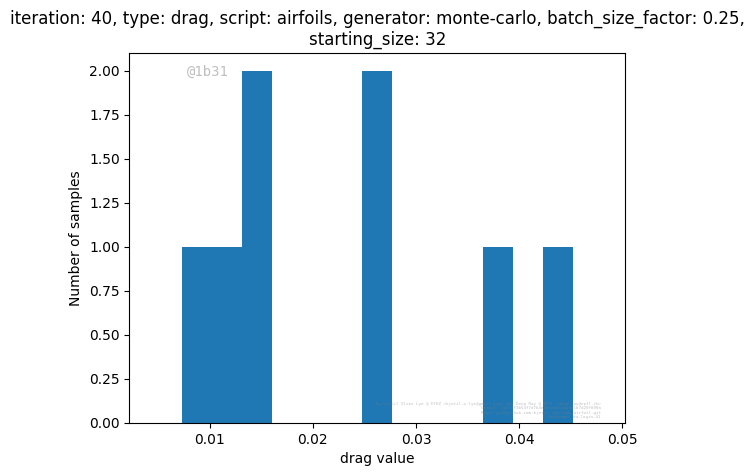 iteration: 40, type: drag, script: airfoils, generator: monte-carlo, batch_size_factor: 0.25,
starting_size: 32
@1b31
2.00
1.75
1.50
1.25
1.00
0.75
0.50
0.25
0.00
Number of samples
0.01
0.02
0.03
0.04
0.05
drag value